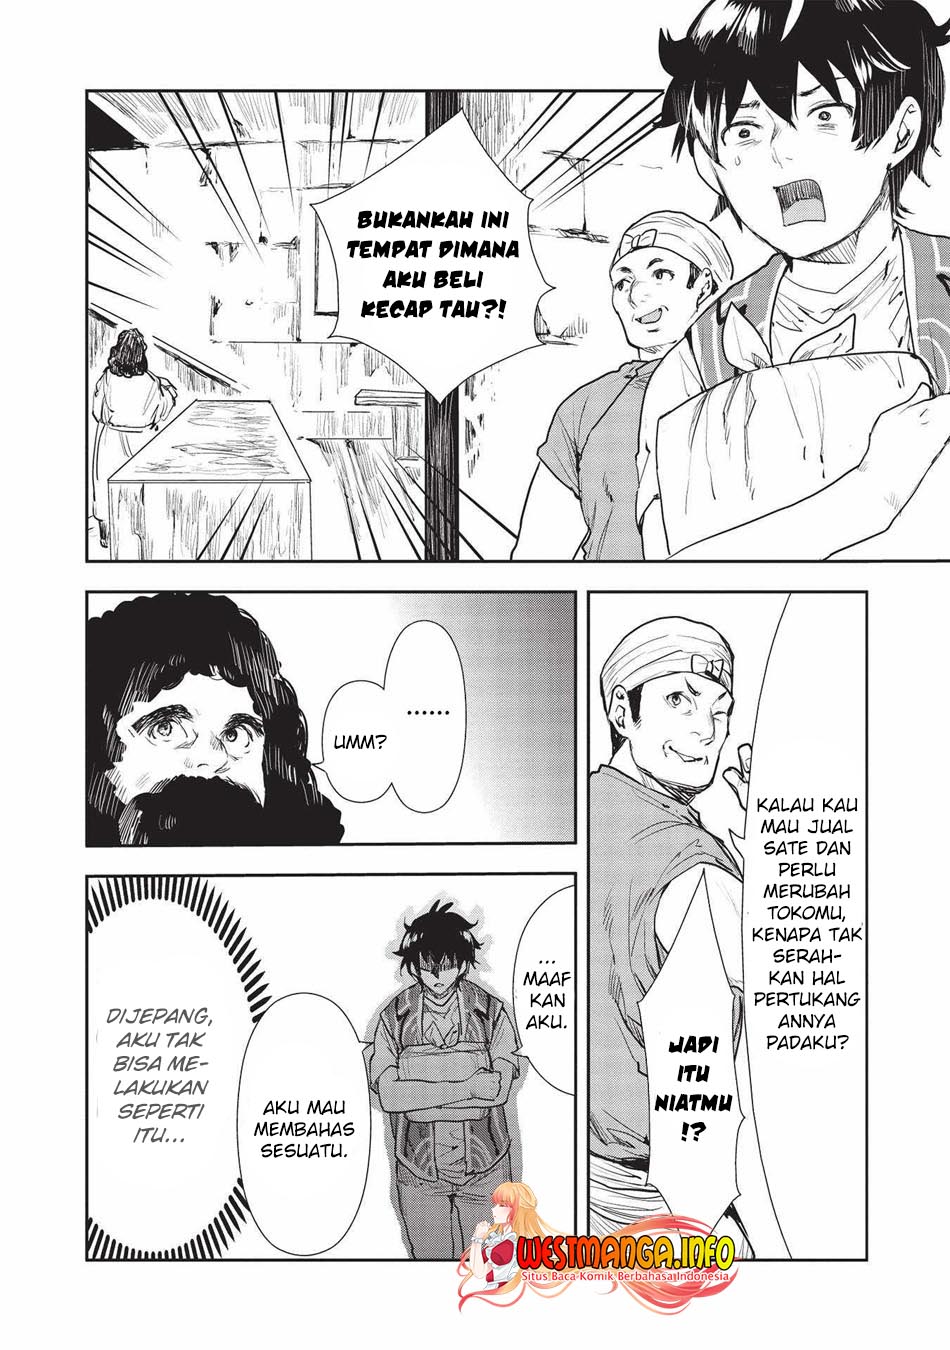 BUKANKAH INI
TEMPAT DIMANA
AKU BELI
KECAP TAU?!
KALAU KAU
MAU JUAL
SATE DAN
PERLU
MERUBAH
TOKOMU,
KENAPA TAK
SERAH-
KAN HAL
PERTUKANG
ANNYA
PADAKU?
JADI
ITU
NIATMU
!?
......
UMM?
...
MAAF
KAN
AKU.
AKU MAU
MEMBAHAS
SESUATU.
DIJEPANG,
AKU TAK
BISA ME-
LAKUKAN
SEPERTI
ITU...
WESTMANGA.INFO
Situs Baca Komik Berbahasa Indonesia